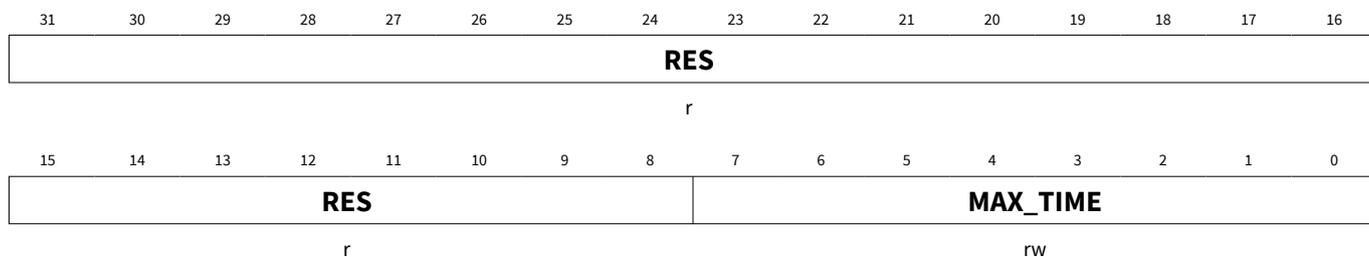 31 30 29 28 27 26 25 24 23 22 21 20 19 18 17 16
RES
r
15 14 13 12 11 10 9 8 7 6 5 4 3 2 1 0
RES MAX_TIME
r rw